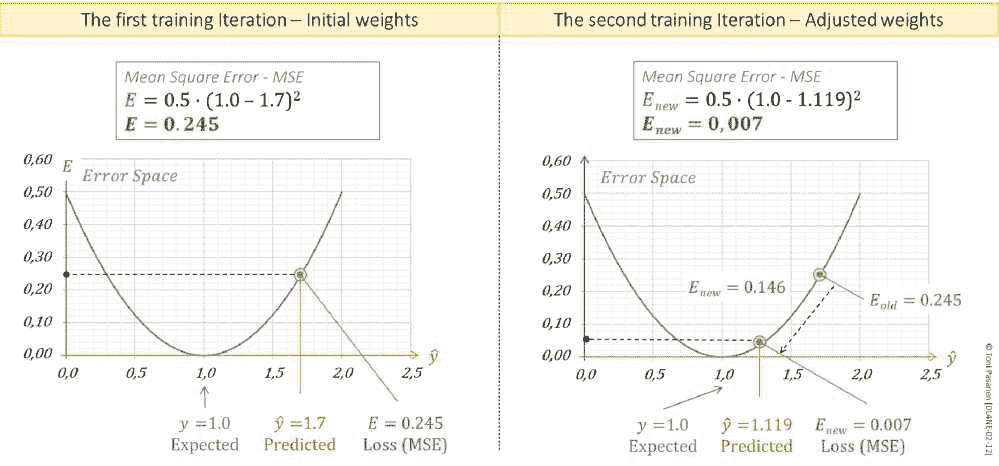 The first training Iteration – Initial weights
Mean Square Error - MSE
E = 0.5 · (1.0 – 1.7)²
E = 0.245
0,60
E
Error Space
0,50
0,40
0,30
0,20
0,10
0,00
ŷ
0,0
0,5
1,0
1,5
2,0
2,5
y = 1.0
Expected
ŷ = 1.7
Predicted
E = 0.245
Loss (MSE)
The second training Iteration – Adjusted weights
Mean Square Error - MSE
E_new = 0.5 · (1.0 - 1.119)²
E_new = 0,007
0,60
Error Space
0,50
0,40
0,30
E_new = 0.146
E_old = 0.245
0,20
0,10
0,00
ŷ
0,0
0,5
1,0
1,5
2,0
2,5
y = 1.0
Expected
ŷ = 1.119
Predicted
E_new = 0.007
Loss (MSE)
© Toni Pasanen [DL4NE-02-12]